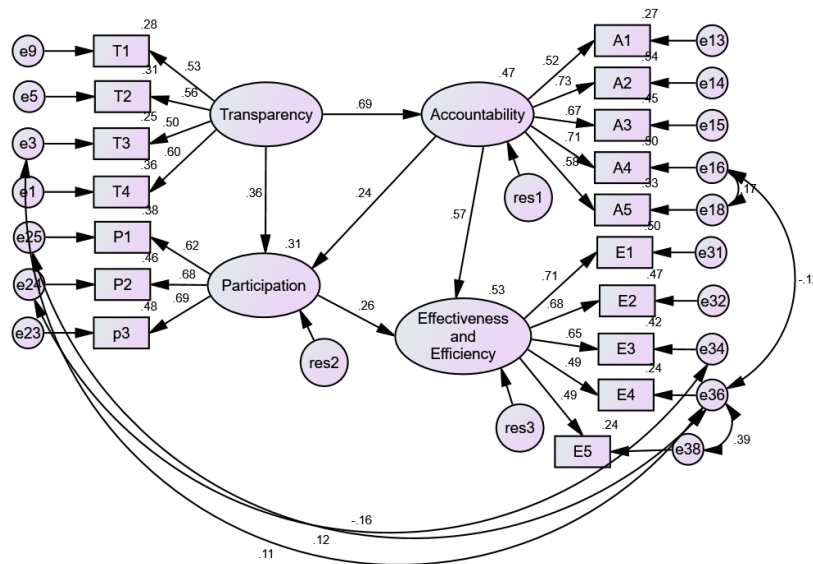 .28
e9
T1
.53
.31
e5
T2
.56
.25
e3
T3
.50
.36
e1
T4
.60
.38
e25
P1
.62
.46
e24
P2
.68
.48
e23
p3
.69
Transparency
.69
.36
Accountability
.47
.24
.57
res1
Participation
.31
res2
.26
Effectiveness
and
Efficiency
.53
res3
.27
.52
A1
e13
.54
.73
A2
e14
.45
.67
A3
e15
.50
.71
A4
e16
.33
.58
A5
e18
.17
.50
.71
E1
e31
.47
.68
E2
e32
.42
.65
E3
e34
.24
.49
E4
e36
.24
.49
E5
e38
.39
-.16
.12
.11